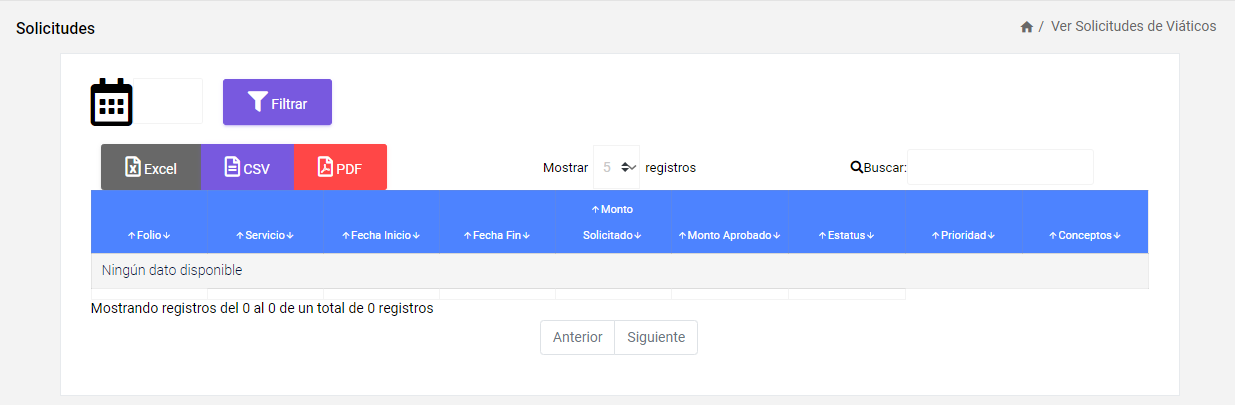 Solicitudes
/ Ver Solicitudes de Viáticos
Filtrar
Excel CSV PDF
Mostrar 5 registros
Buscar:
↑Folio↓ ↑Servicio↓ ↑Fecha Inicio↓ ↑Fecha Fin↓ ↑Monto Solicitado↓ ↑Monto Aprobado↓ ↑Estatus↓ ↑Prioridad↓ ↑Conceptos↓
Ningún dato disponible
Mostrando registros del 0 al 0 de un total de 0 registros
Anterior Siguiente